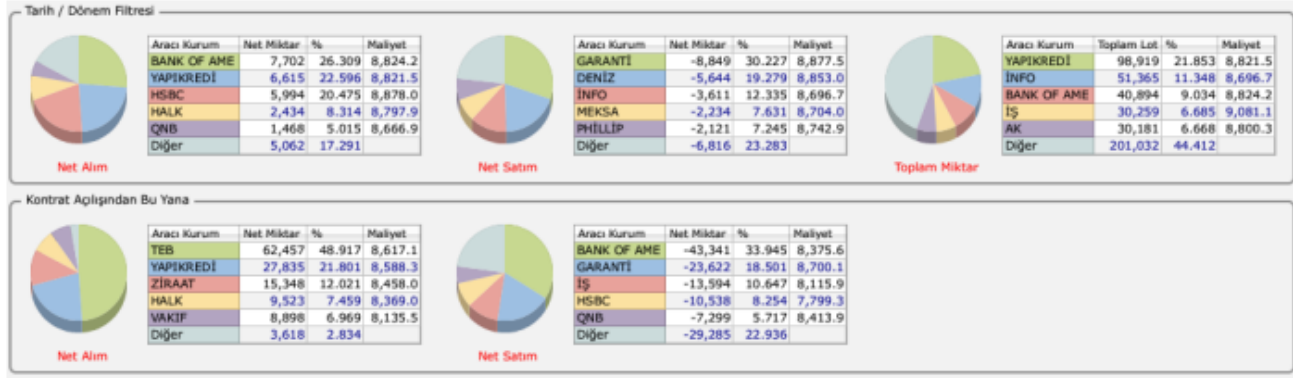 Tarih / Dönem Filtresi
Aracı Kurum Net Miktar % Maliyet
BANK OF AME 7,702 26.309 8,824.2
YAPIKREDİ 6,615 22.596 8,821.5
HSBC 5,994 20.475 8,878.0
HALK 2,434 8.314 8,797.9
QNB 1,468 5.015 8,666.9
Diğer 5,062 17.291
Net Alım
Aracı Kurum Net Miktar % Maliyet
GARANTİ -8,849 30.227 8,877.5
DENİZ -5,644 19.279 8,853.0
İNFO -3,611 12.335 8,696.7
MEKSA -2,234 7.631 8,704.0
PHİLLİP -2,121 7.245 8,742.9
Diğer -6,816 23.283
Net Satım
Aracı Kurum Toplam Lot % Maliyet
YAPIKREDİ 98,919 21.853 8,821.5
İNFO 51,365 11.348 8,696.7
BANK OF AME 40,894 9.034 8,824.2
İŞ 30,259 6.685 9,081.1
AK 30,181 6.668 8,800.3
Diğer 201,032 44.412
Toplam Miktar
Kontrat Açılışından Bu Yana
Aracı Kurum Net Miktar % Maliyet
TEB 62,457 48.917 8,617.1
YAPIKREDİ 27,835 21.801 8,588.3
ZİRAAT 15,348 12.021 8,458.0
HALK 9,523 7.459 8,369.0
VAKIF 8,898 6.969 8,135.5
Diğer 3,618 2.834
Net Alım
Aracı Kurum Net Miktar % Maliyet
BANK OF AME -43,341 33.945 8,375.6
GARANTİ -23,622 18.501 8,700.1
İŞ -13,594 10.647 8,115.9
HSBC -10,538 8.254 7,799.3
QNB -7,299 5.717 8,413.9
Diğer -29,285 22.936
Net Satım